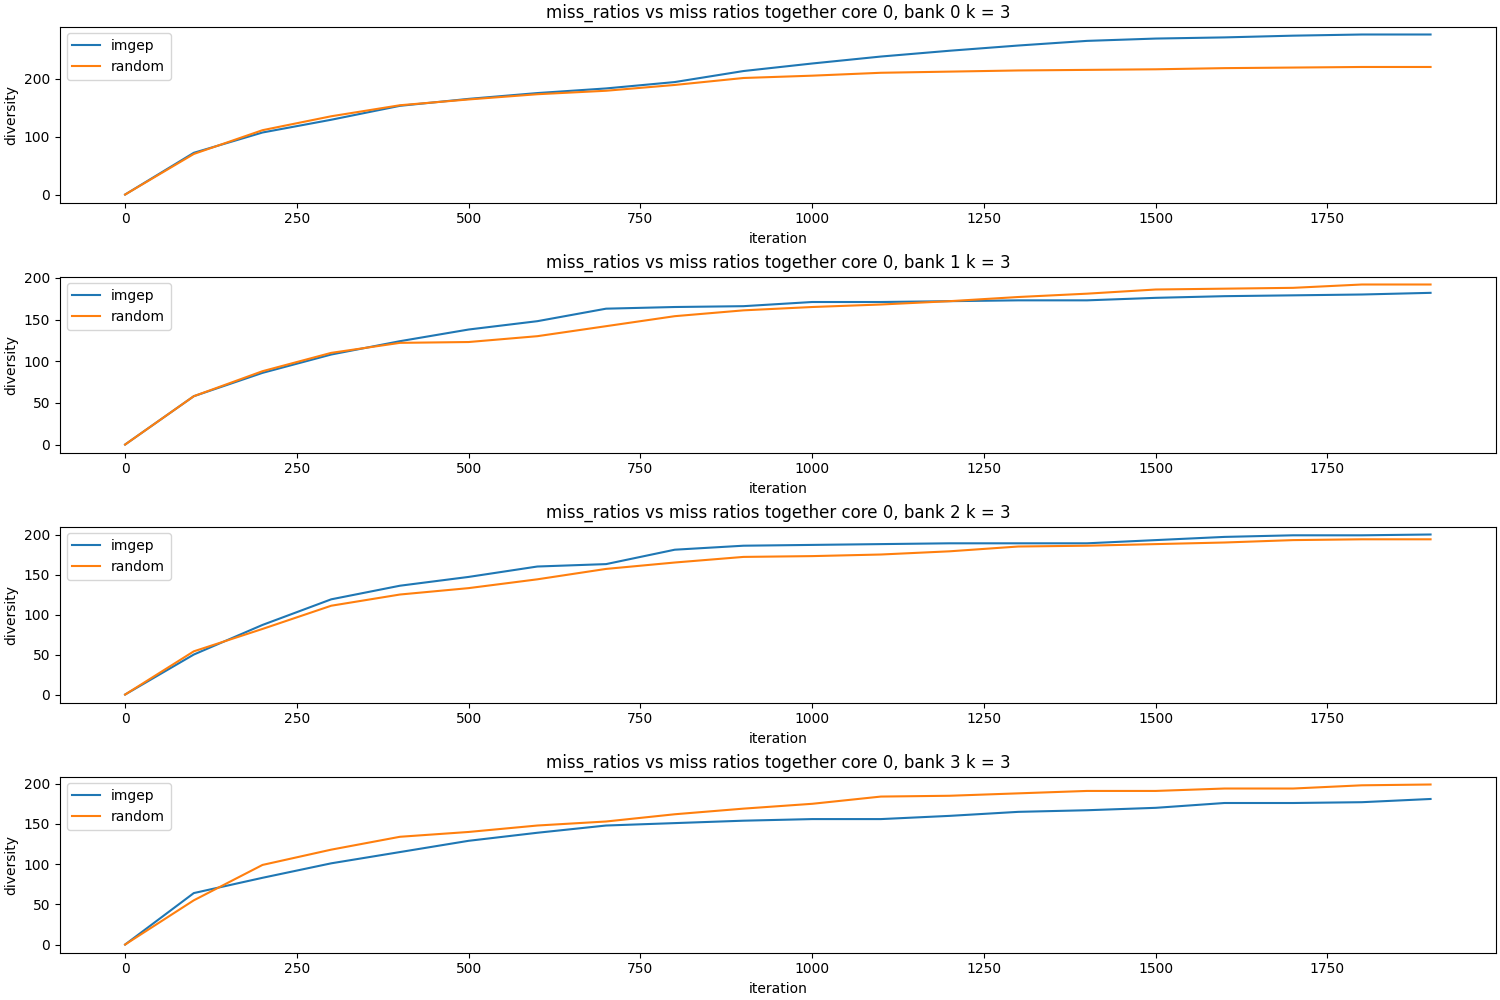 miss_ratios vs miss ratios together core 0, bank 0 k = 3
imgep
random
200
100
0
diversity
0 250 500 750 1000 1250 1500 1750
iteration
miss_ratios vs miss ratios together core 0, bank 1 k = 3
imgep
random
200
150
100
50
0
diversity
0 250 500 750 1000 1250 1500 1750
iteration
miss_ratios vs miss ratios together core 0, bank 2 k = 3
imgep
random
200
150
100
50
0
diversity
0 250 500 750 1000 1250 1500 1750
iteration
miss_ratios vs miss ratios together core 0, bank 3 k = 3
imgep
random
200
150
100
50
0
diversity
0 250 500 750 1000 1250 1500 1750
iteration